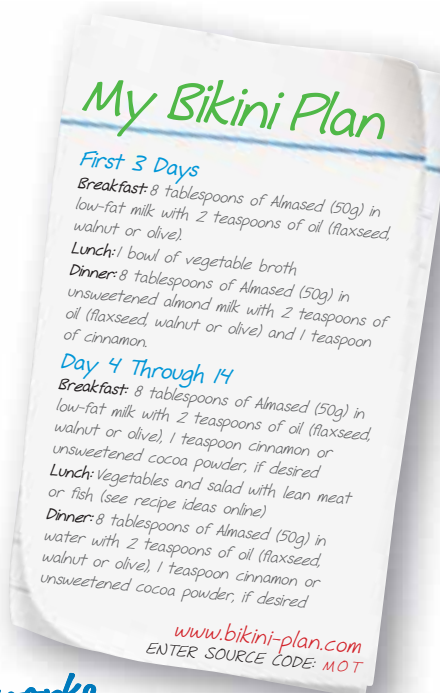 My Bikini Plan
First 3 Days
Breakfast: 8 tablespoons of Almased (50g) in
low-fat milk with 2 teaspoons of oil (flaxseed,
walnut or olive).
Lunch: 1 bowl of vegetable broth
Dinner: 8 tablespoons of Almased (50g) in
unsweetened almond milk with 2 teaspoons of
oil (flaxseed, walnut or olive) and 1 teaspoon
of cinnamon.
Day 4 Through 14
Breakfast: 8 tablespoons of Almased (50g) in
low-fat milk with 2 teaspoons of oil (flaxseed,
walnut or olive), 1 teaspoon cinnamon or
unsweetened cocoa powder, if desired
Lunch: Vegetables and salad with lean meat
or fish (see recipe ideas online)
Dinner: 8 tablespoons of Almased (50g) in
water with 2 teaspoons of oil (flaxseed,
walnut or olive), 1 teaspoon cinnamon or
unsweetened cocoa powder, if desired
www.bikini-plan.com
ENTER SOURCE CODE: MOT